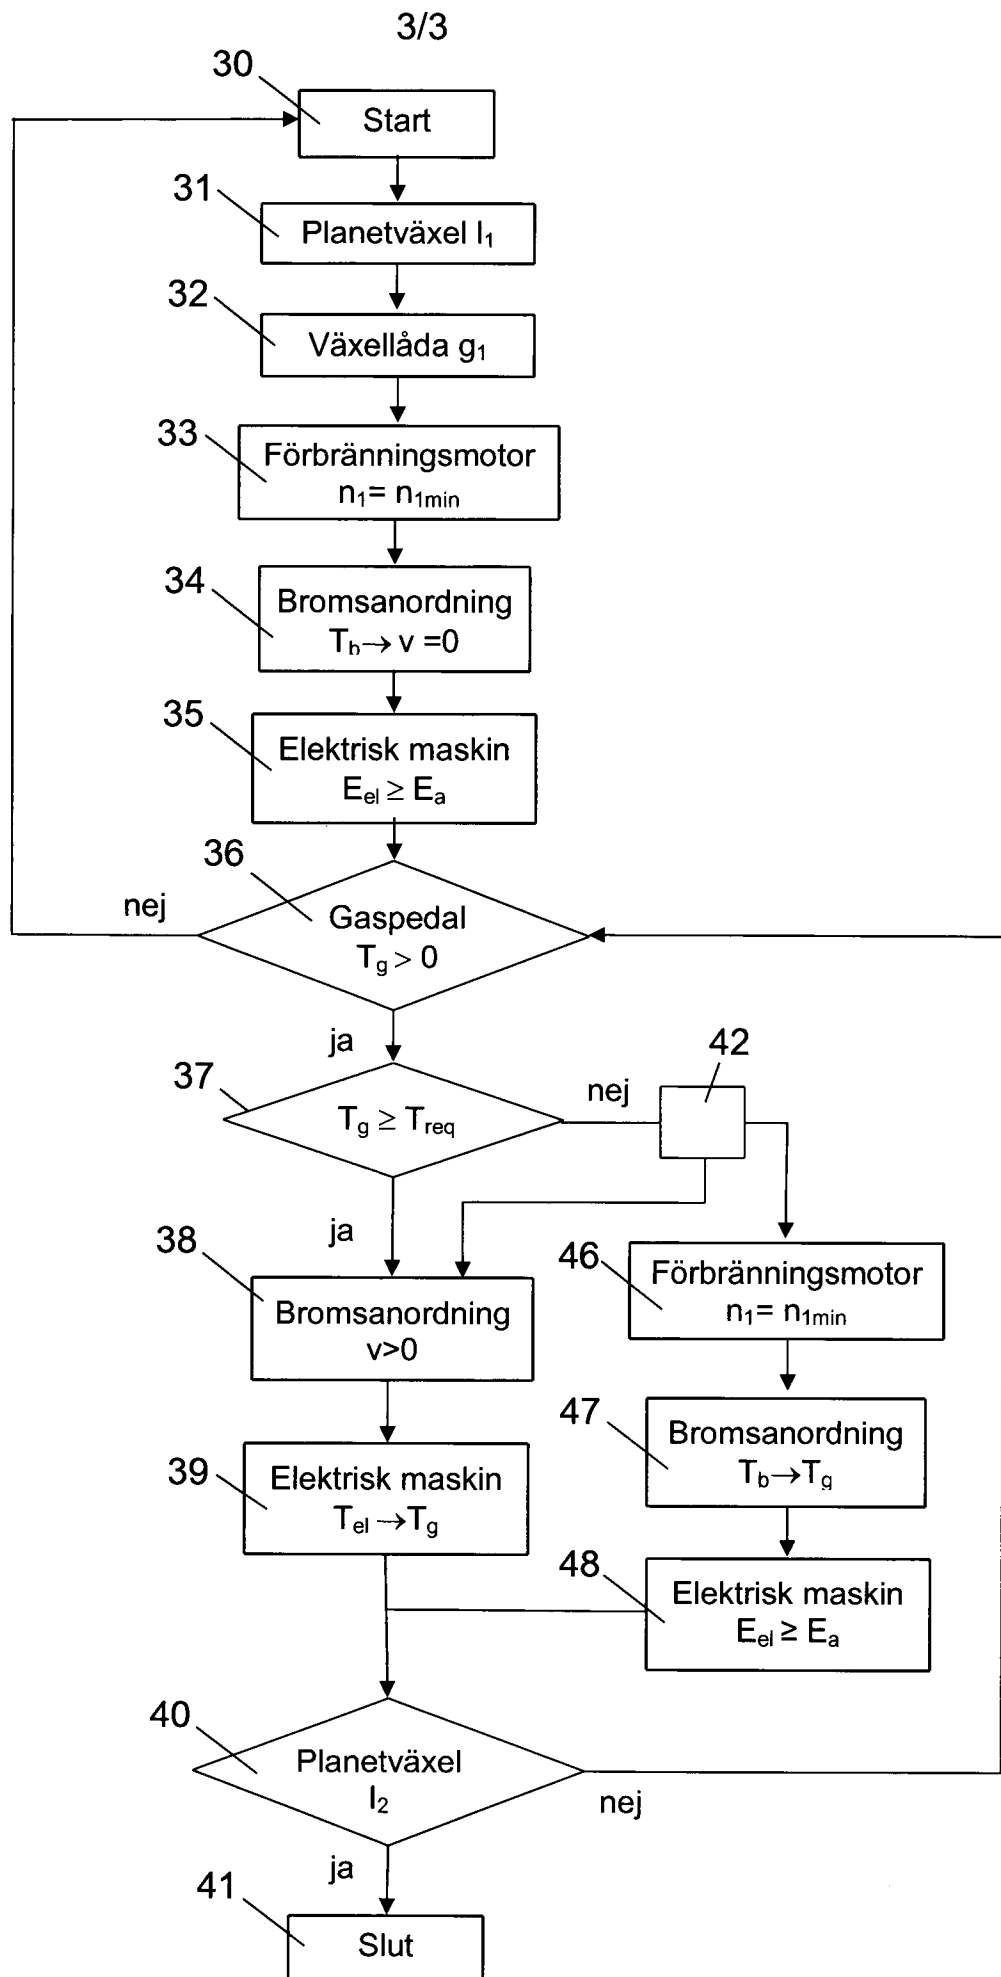 3/3
30
Start
31
Planetväxel I₁
32
Växellåda g₁
33
Förbränningsmotor
n₁= n₁min
34
Bromsanordning
Tb→ v =0
35
Elektrisk maskin
Eel ≥ Ea
36
nej
Gaspedal
Tg > 0
ja
42
37
nej
Tg ≥ Treq
ja
38
46
Förbränningsmotor
n₁= n₁min
Bromsanordning
v>0
47
Bromsanordning
Tb→Tg
39
Elektrisk maskin
Tel →Tg
48
Elektrisk maskin
Eel ≥ Ea
40
Planetväxel
I₂
nej
ja
41
Slut